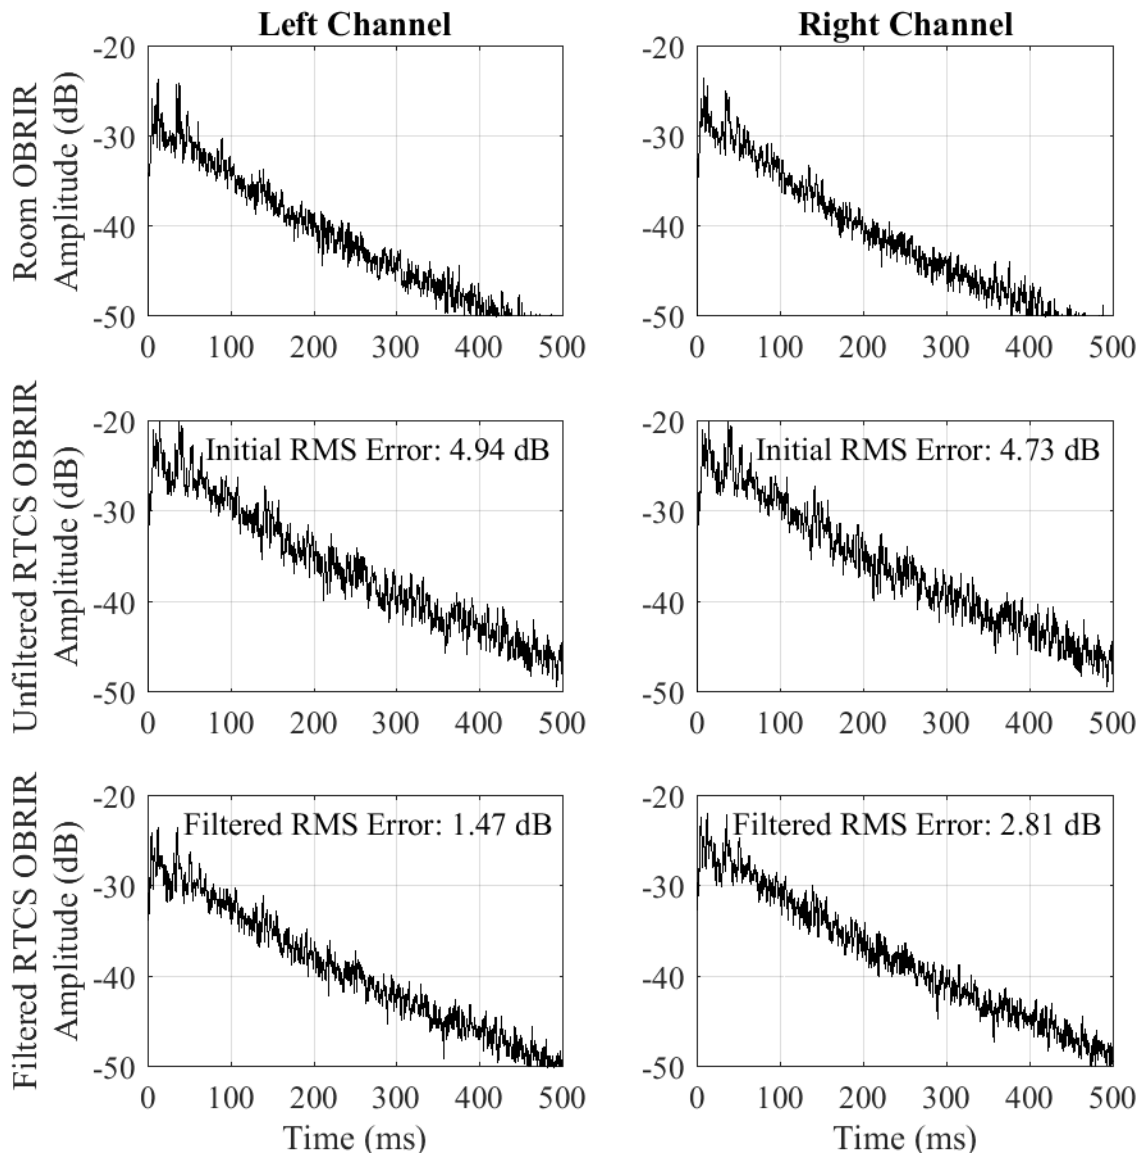 Left Channel
Right Channel
Room OBRIR
Amplitude (dB)
-20
-30
-40
-50
0 100 200 300 400 500
-20
-30
-40
-50
0 100 200 300 400 500
Unfiltered RTCS OBRIR
Amplitude (dB)
Initial RMS Error: 4.94 dB
-20
-30
-40
-50
0 100 200 300 400 500
Initial RMS Error: 4.73 dB
-20
-30
-40
-50
0 100 200 300 400 500
Filtered RTCS OBRIR
Amplitude (dB)
Filtered RMS Error: 1.47 dB
-20
-30
-40
-50
0 100 200 300 400 500
Time (ms)
Filtered RMS Error: 2.81 dB
-20
-30
-40
-50
0 100 200 300 400 500
Time (ms)